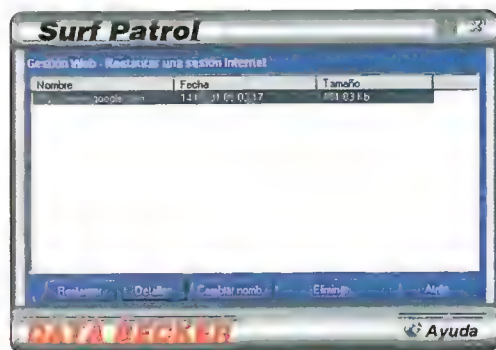 Surf Patrol
Gestión Web - Restaurar una sesión Internet
Nombre Fecha Tamaño
google
Restaurar Detalles Cambiar nomb. Eliminar Atrás
DATA BECKER Ayuda